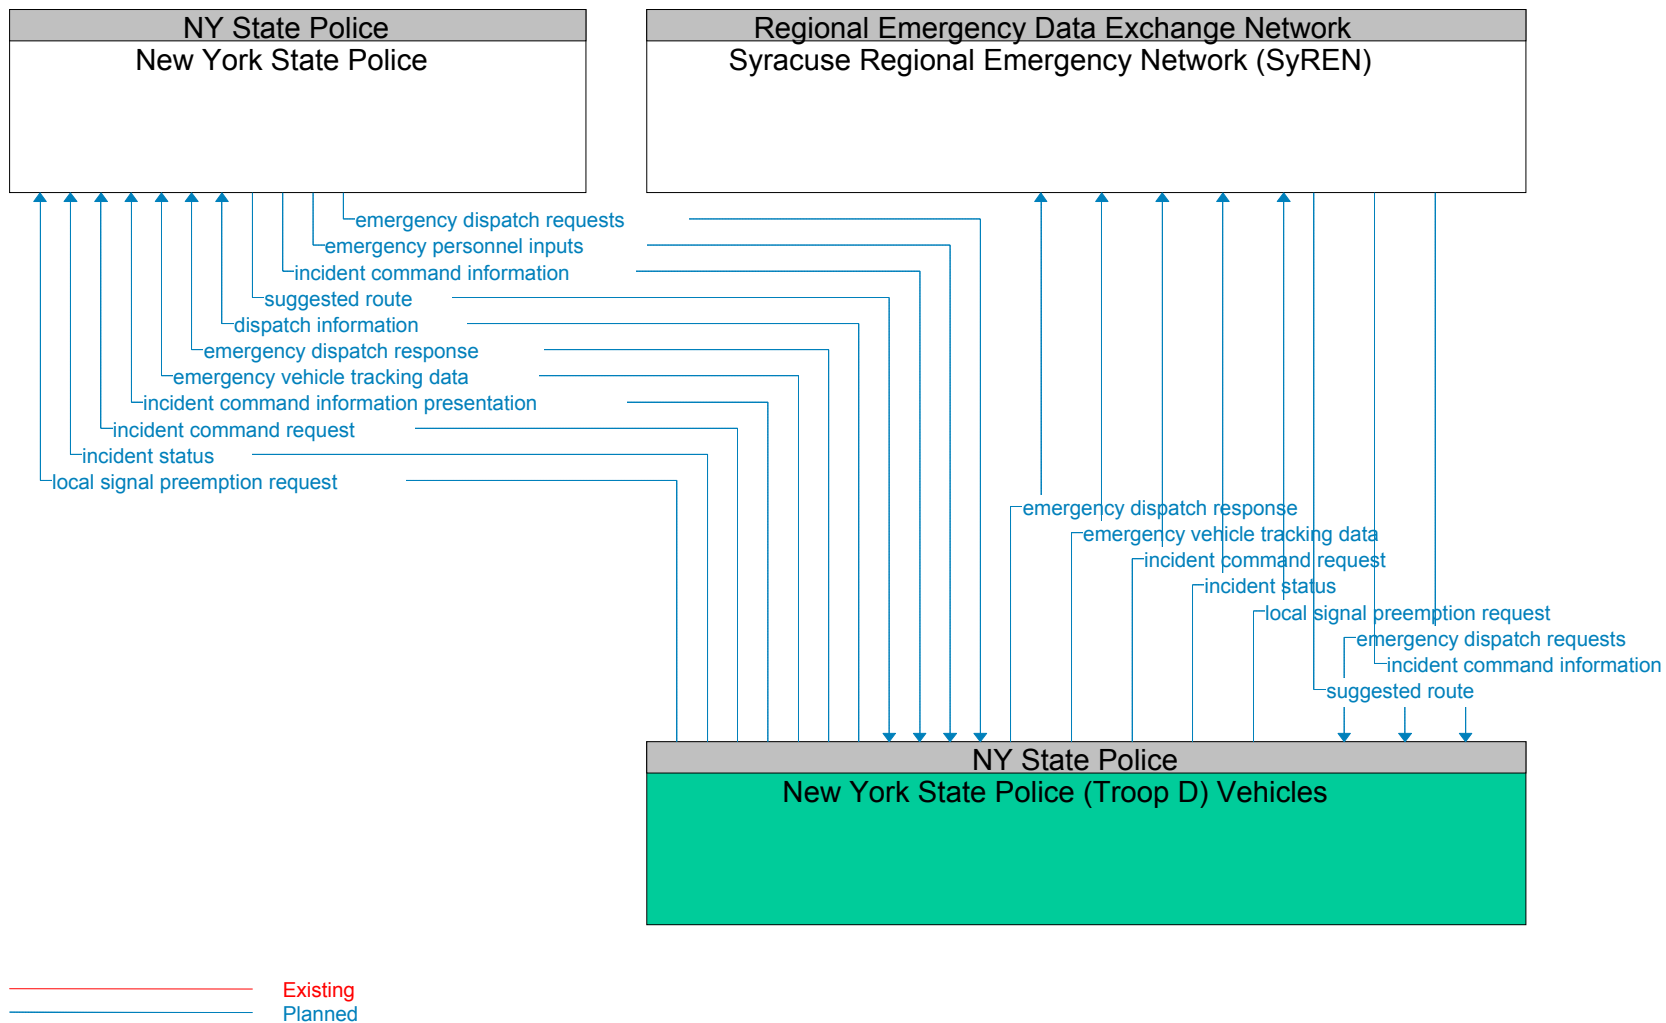 NY State Police
New York State Police
Regional Emergency Data Exchange Network
Syracuse Regional Emergency Network (SyREN)
emergency dispatch requests
emergency personnel inputs
incident command information
suggested route
dispatch information
emergency dispatch response
emergency vehicle tracking data
incident command information presentation
incident command request
incident status
local signal preemption request
emergency dispatch response
emergency vehicle tracking data
incident command request
incident status
local signal preemption request
emergency dispatch requests
incident command information
suggested route
NY State Police
New York State Police (Troop D) Vehicles
Existing
Planned